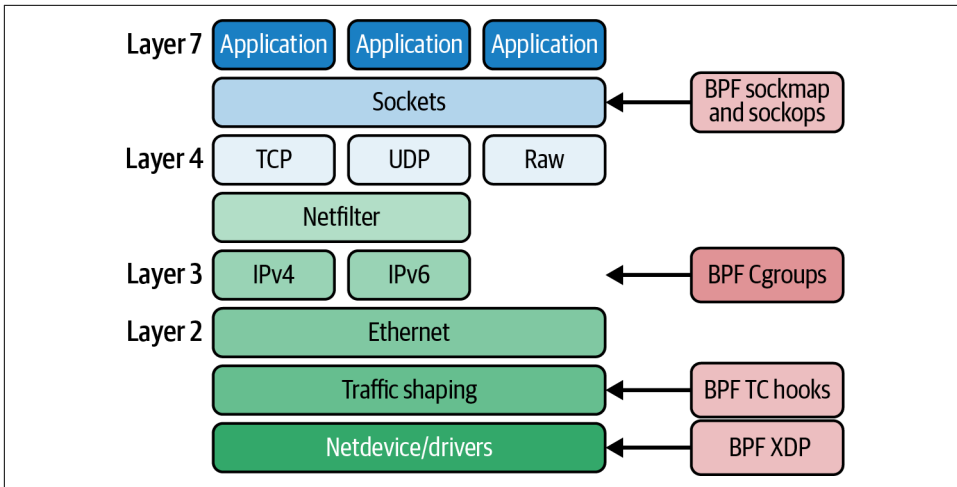 Layer 7 Application Application Application
Sockets
BPF sockmap
and sockops
Layer 4 TCP UDP Raw
Netfilter
Layer 3 IPv4 IPv6 BPF Cgroups
Layer 2 Ethernet
Traffic shaping BPF TC hooks
Netdevice/drivers BPF XDP